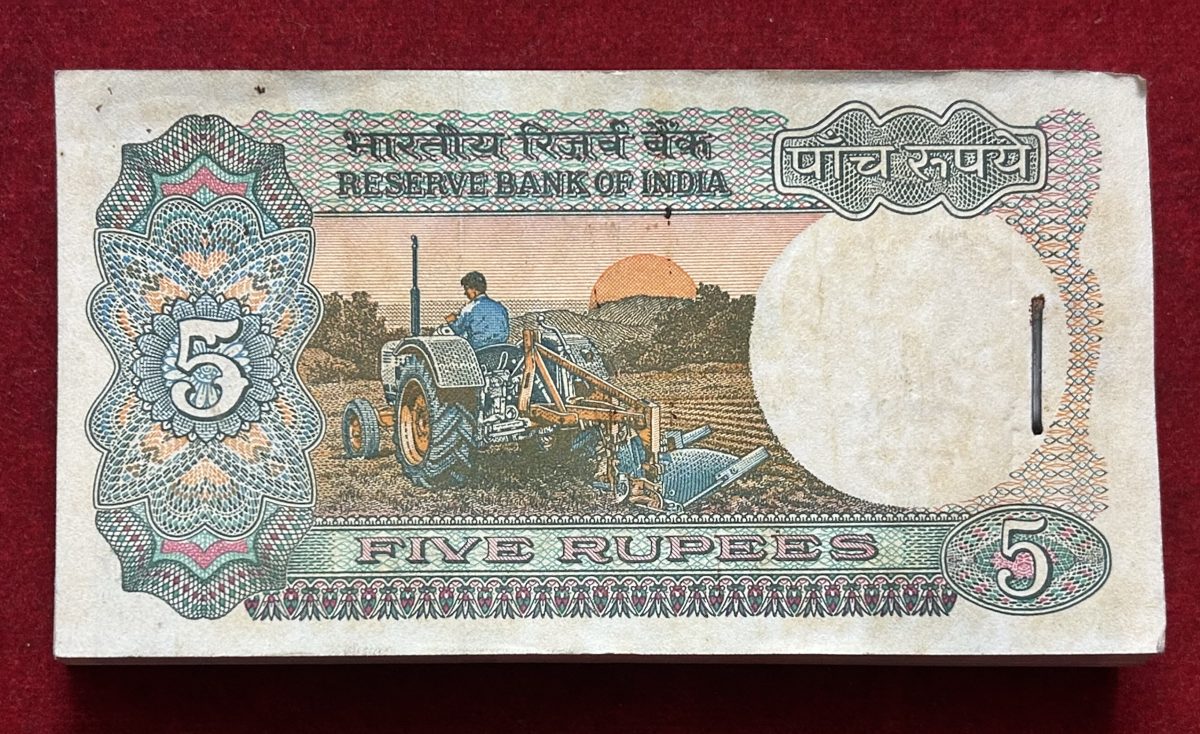 भारतीय रिज़र्व बैंक
RESERVE BANK OF INDIA
पाँच रूपये
5
FIVE RUPEES
5